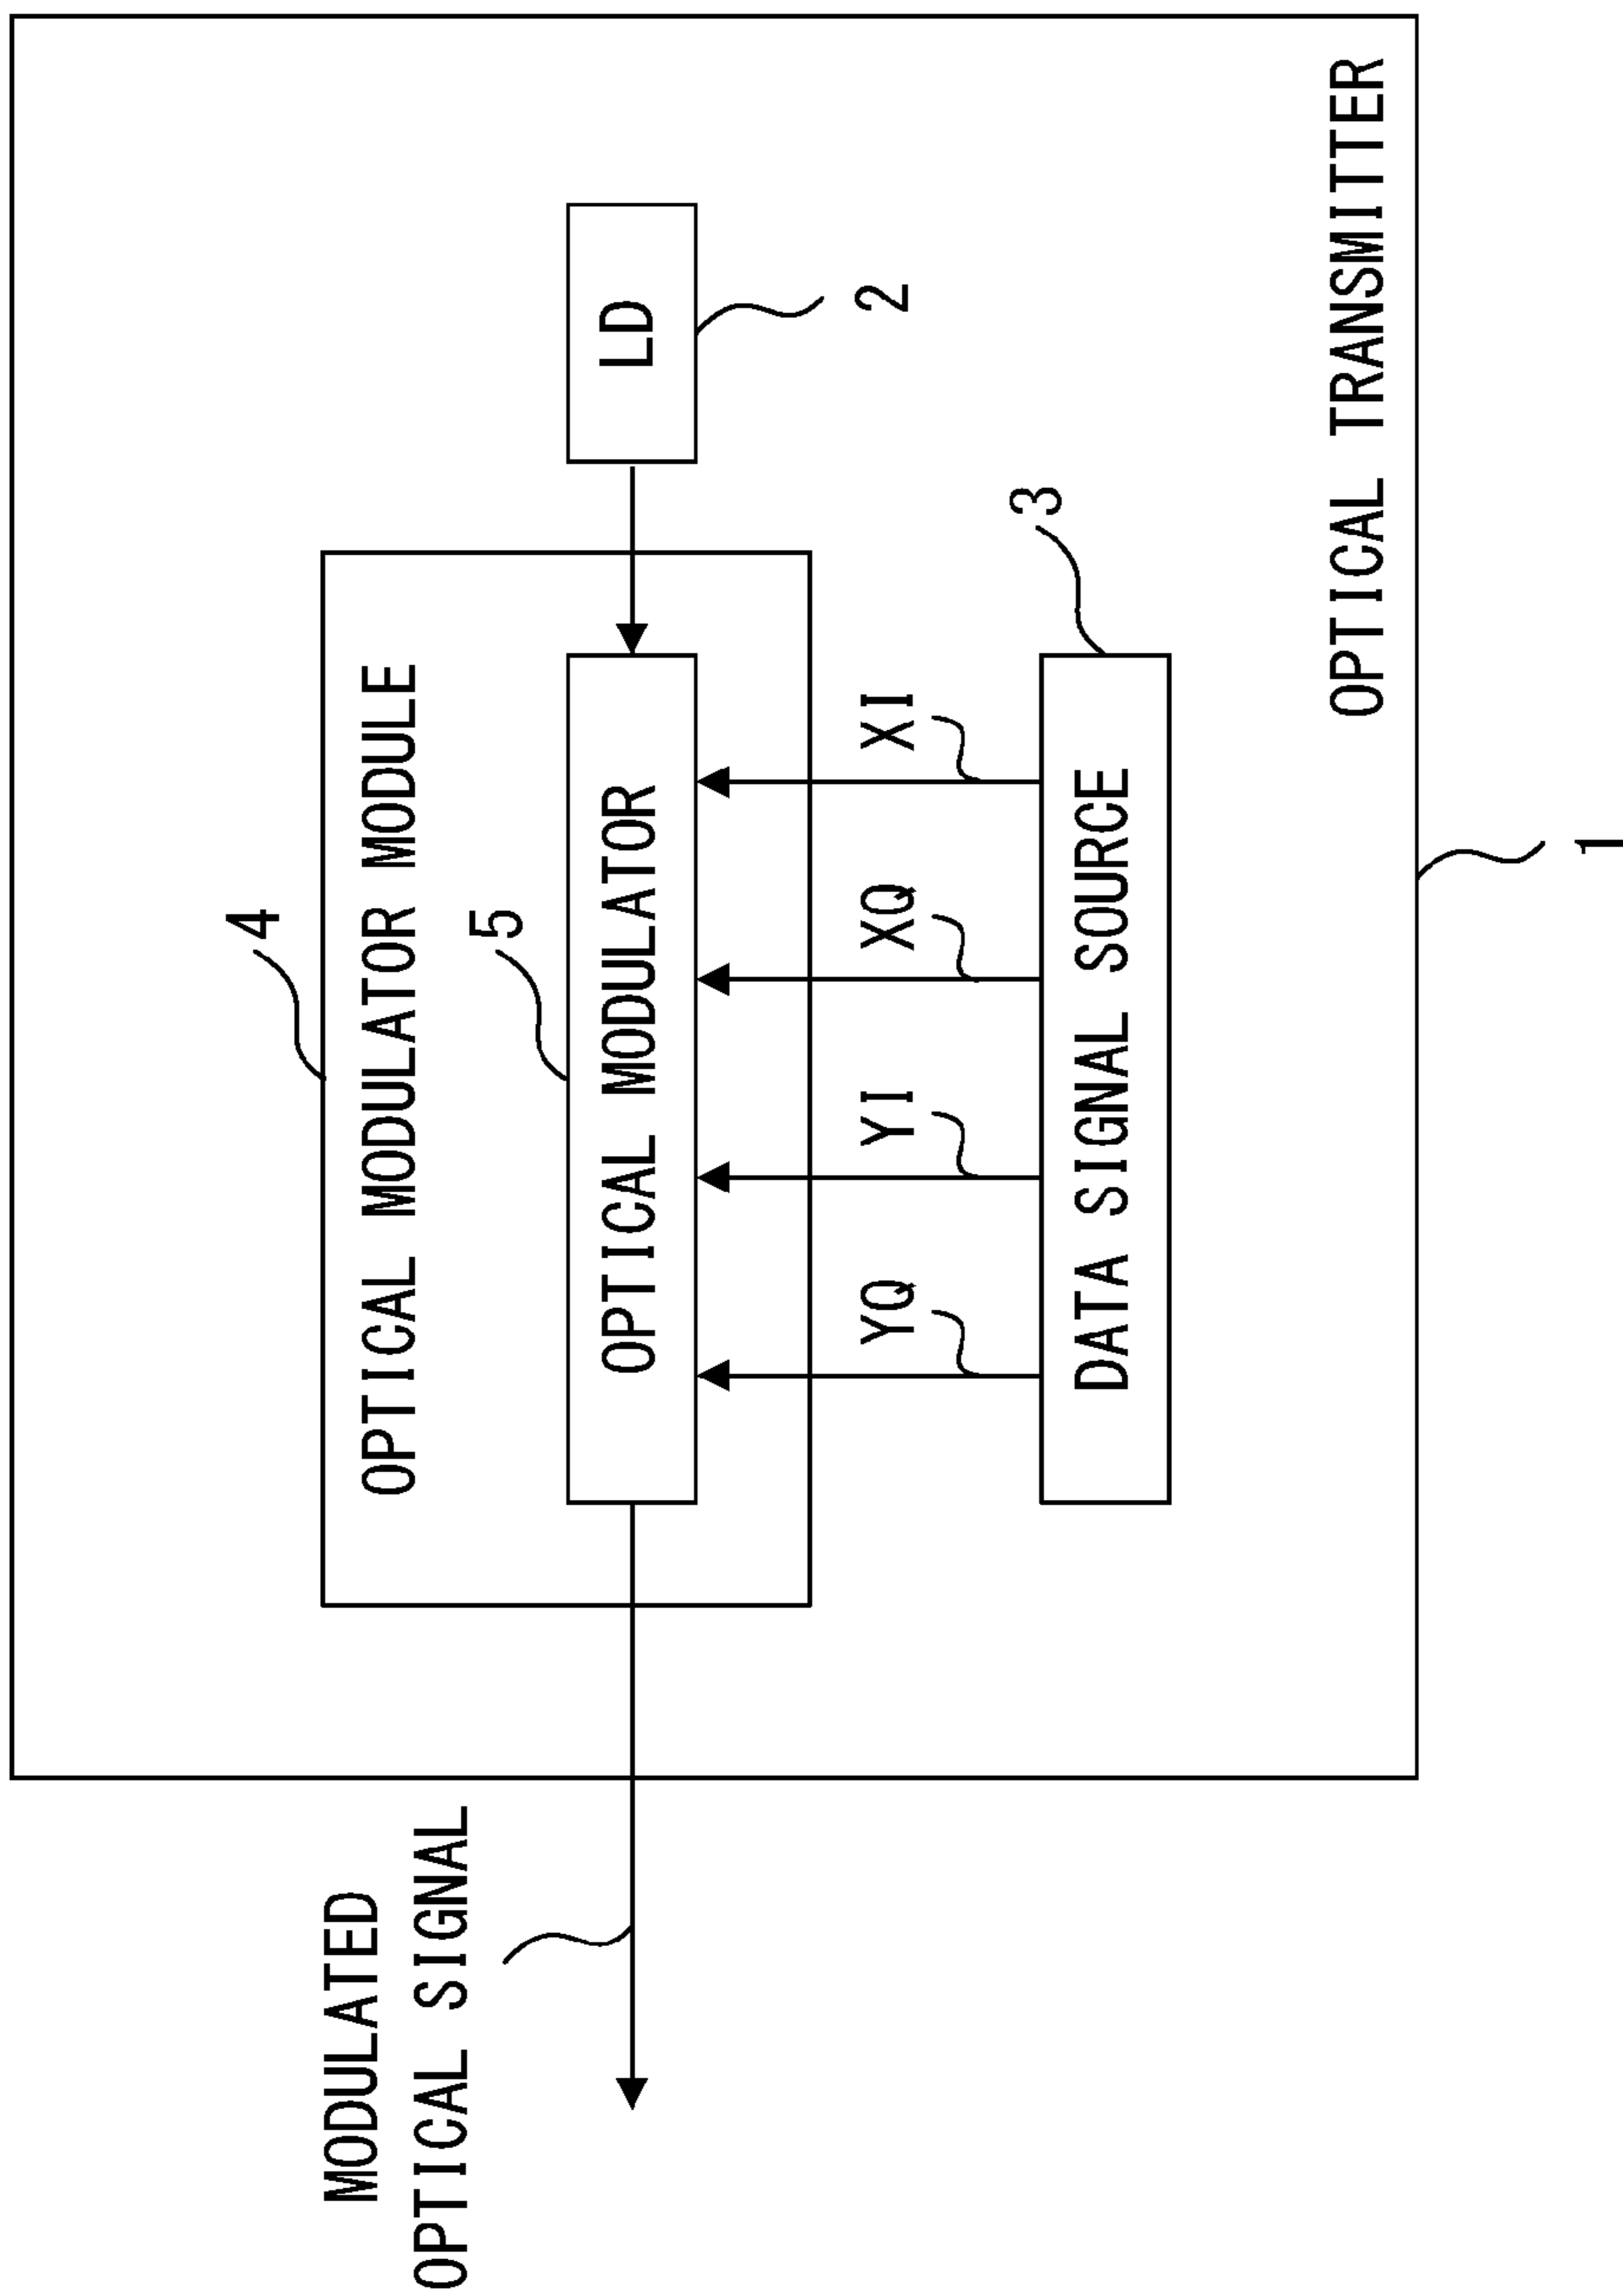 MODULATED
OPTICAL SIGNAL
4
OPTICAL MODULATOR MODULE
5
OPTICAL MODULATOR
LD
2
YQ
YI
XQ
XI
3
DATA SIGNAL SOURCE
OPTICAL TRANSMITTER
1